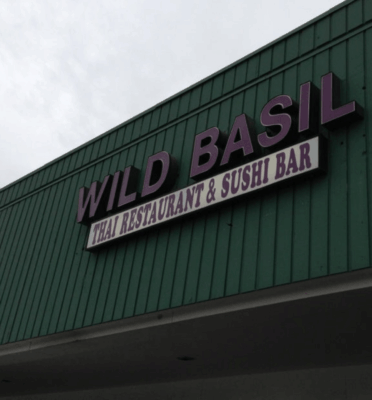 WILD BASIL
THAI RESTAURANT & SUSHI BAR